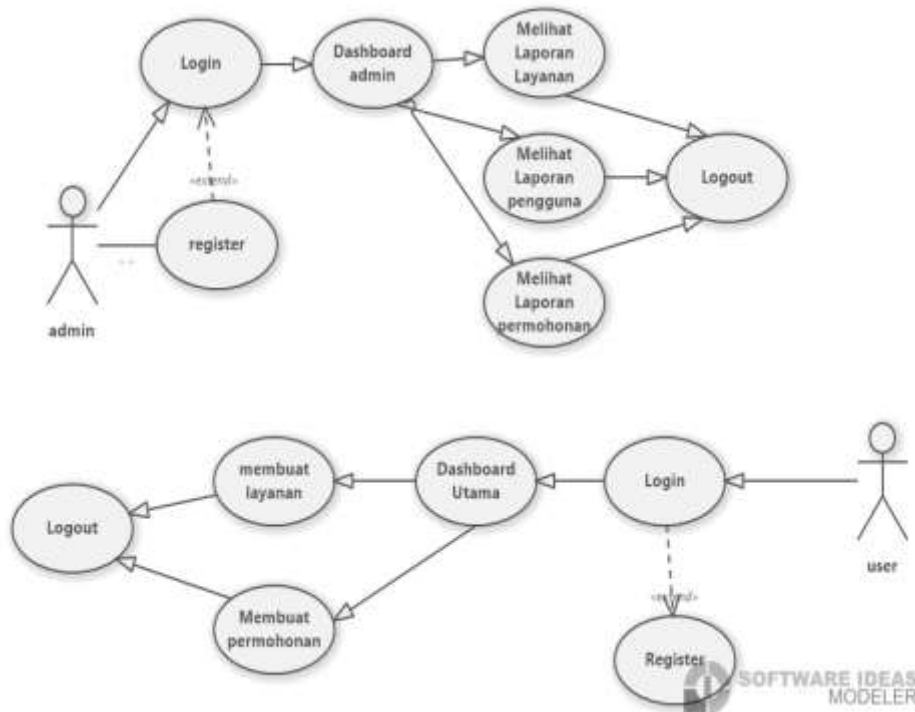 Login
Dashboard
admin
Melihat
Laporan
Layanan
Melihat
Laporan
pengguna
Logout
«extend»
register
Melihat
Laporan
permohonan
admin
membuat
layanan
Dashboard
Utama
Login
Logout
user
Membuat
permohonan
Register
SOFTWARE IDEAS
MODELER